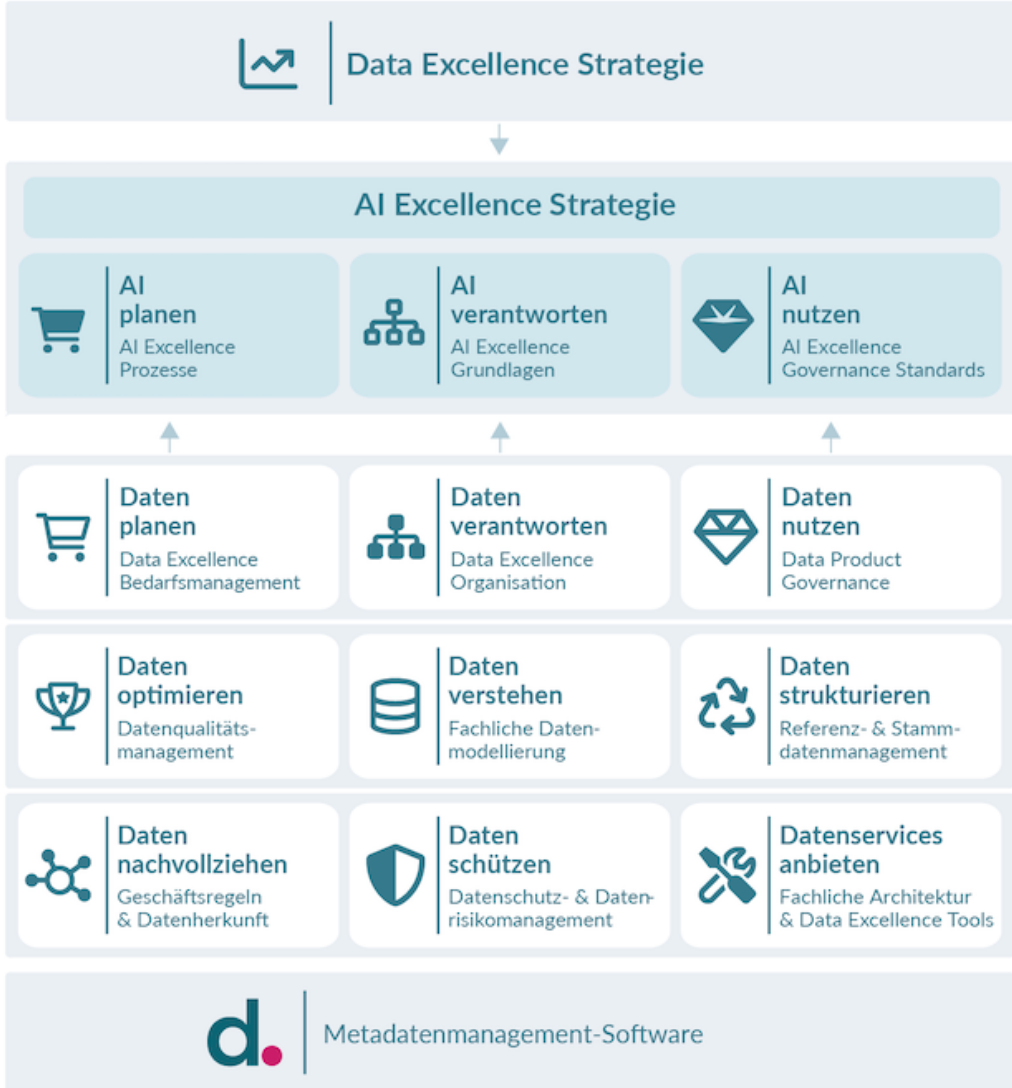 Data Excellence Strategie
AI Excellence Strategie
AI
planen
AI Excellence
Prozesse
AI
verantworten
AI Excellence
Grundlagen
AI
nutzen
AI Excellence
Governance Standards
Daten
planen
Data Excellence
Bedarfsmanagement
Daten
verantworten
Data Excellence
Organisation
Daten
nutzen
Data Product
Governance
Daten
optimieren
Datenqualitäts-
management
Daten
verstehen
Fachliche Daten-
modellierung
Daten
strukturieren
Referenz- & Stamm-
datenmanagement
Daten
nachvollziehen
Geschäftsregeln
& Datenherkunft
Daten
schützen
Datenschutz- & Daten-
risikomanagement
Datenservices
anbieten
Fachliche Architektur
& Data Excellence Tools
d.
Metadatenmanagement-Software